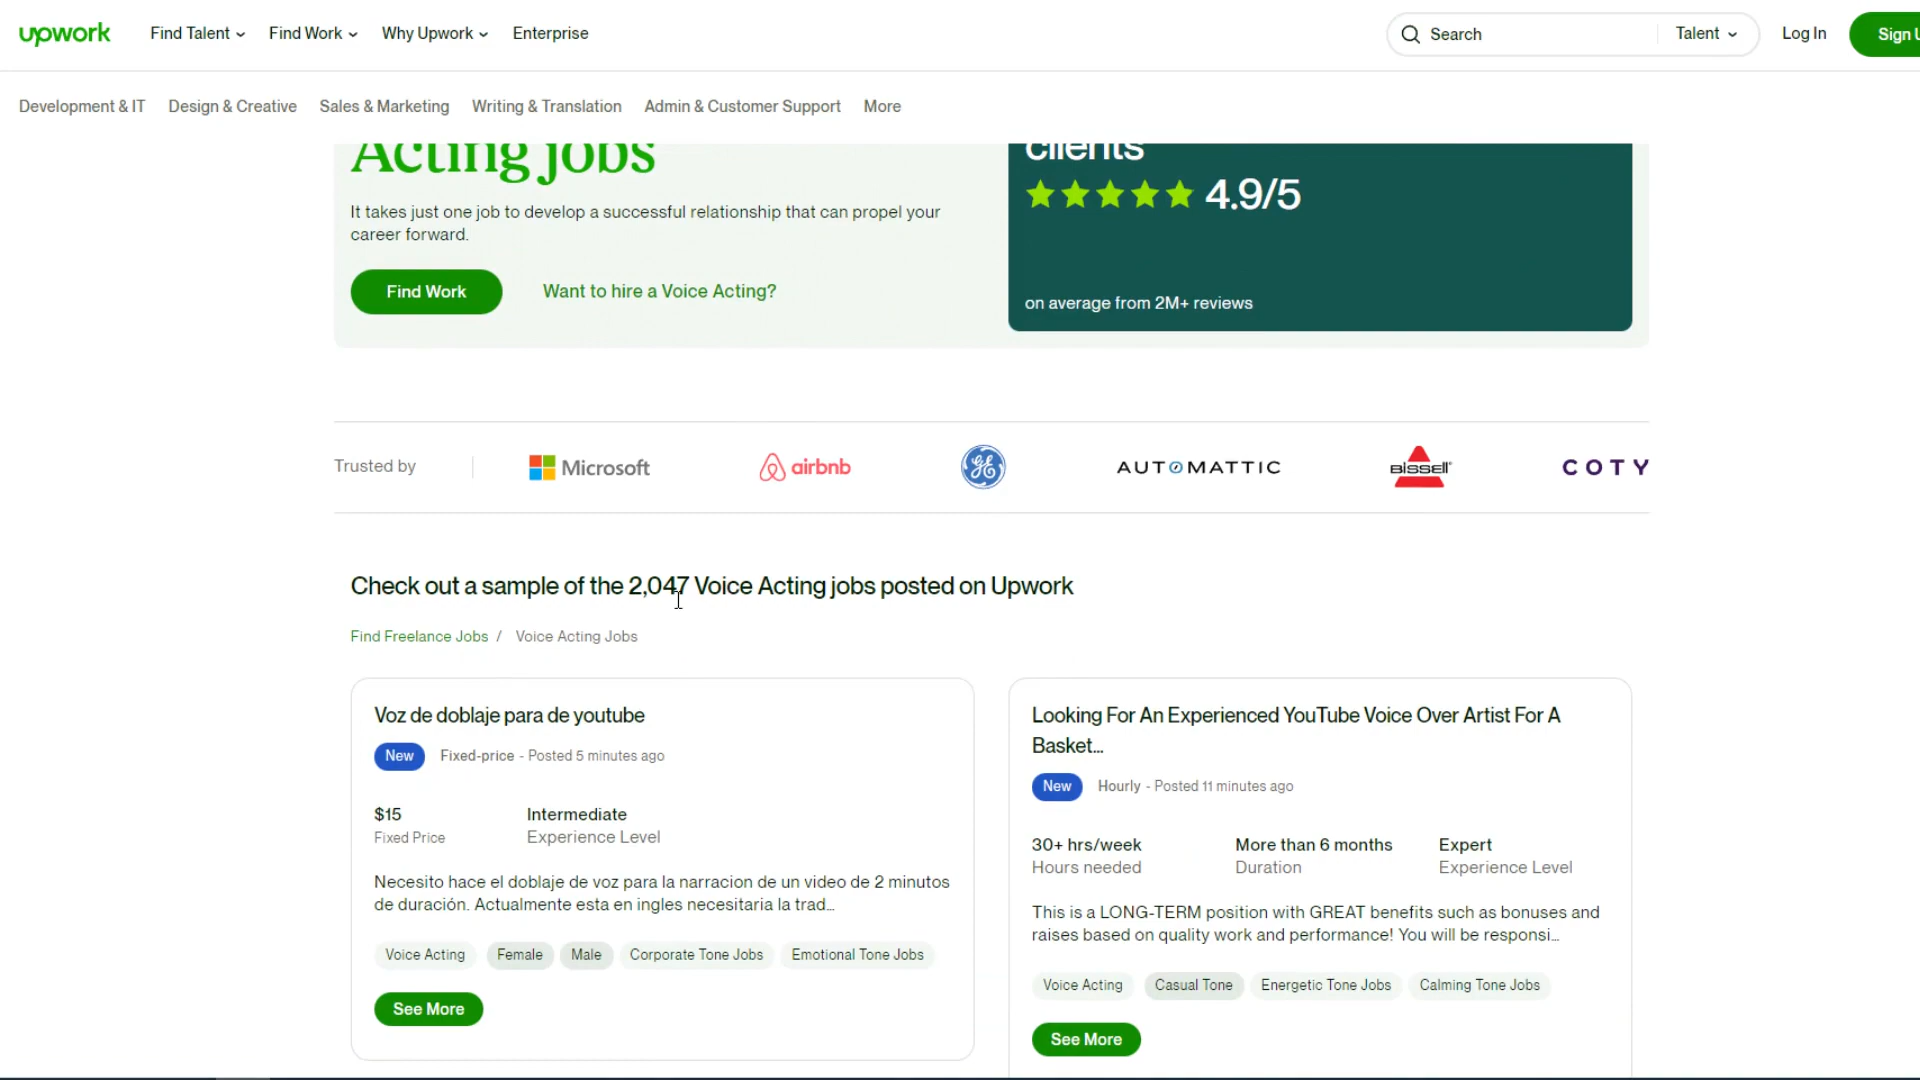 upwork Find Talent Find Work Why Upwork Enterprise Search Talent Log In Sign U
Development & IT Design & Creative Sales & Marketing Writing & Translation Admin & Customer Support More
Acting jobs
It takes just one job to develop a successful relationship that can propel your
career forward.
Find Work Want to hire a Voice Acting?
clients
4.9/5
on average from 2M+ reviews
Trusted by Microsoft airbnb GE AUTOMATTIC BISSELL COTY
Check out a sample of the 2,047 Voice Acting jobs posted on Upwork
Find Freelance Jobs / Voice Acting Jobs
Voz de doblaje para de youtube
New Fixed-price - Posted 5 minutes ago
$15 Intermediate
Fixed Price Experience Level
Necesito hace el doblaje de voz para la narracion de un video de 2 minutos
de duración. Actualmente esta en ingles necesitaria la trad...
Voice Acting Female Male Corporate Tone Jobs Emotional Tone Jobs
See More
Looking For An Experienced YouTube Voice Over Artist For A
Basket...
New Hourly - Posted 11 minutes ago
30+ hrs/week More than 6 months Expert
Hours needed Duration Experience Level
This is a LONG-TERM position with GREAT benefits such as bonuses and
raises based on quality work and performance! You will be responsi...
Voice Acting Casual Tone Energetic Tone Jobs Calming Tone Jobs
See More